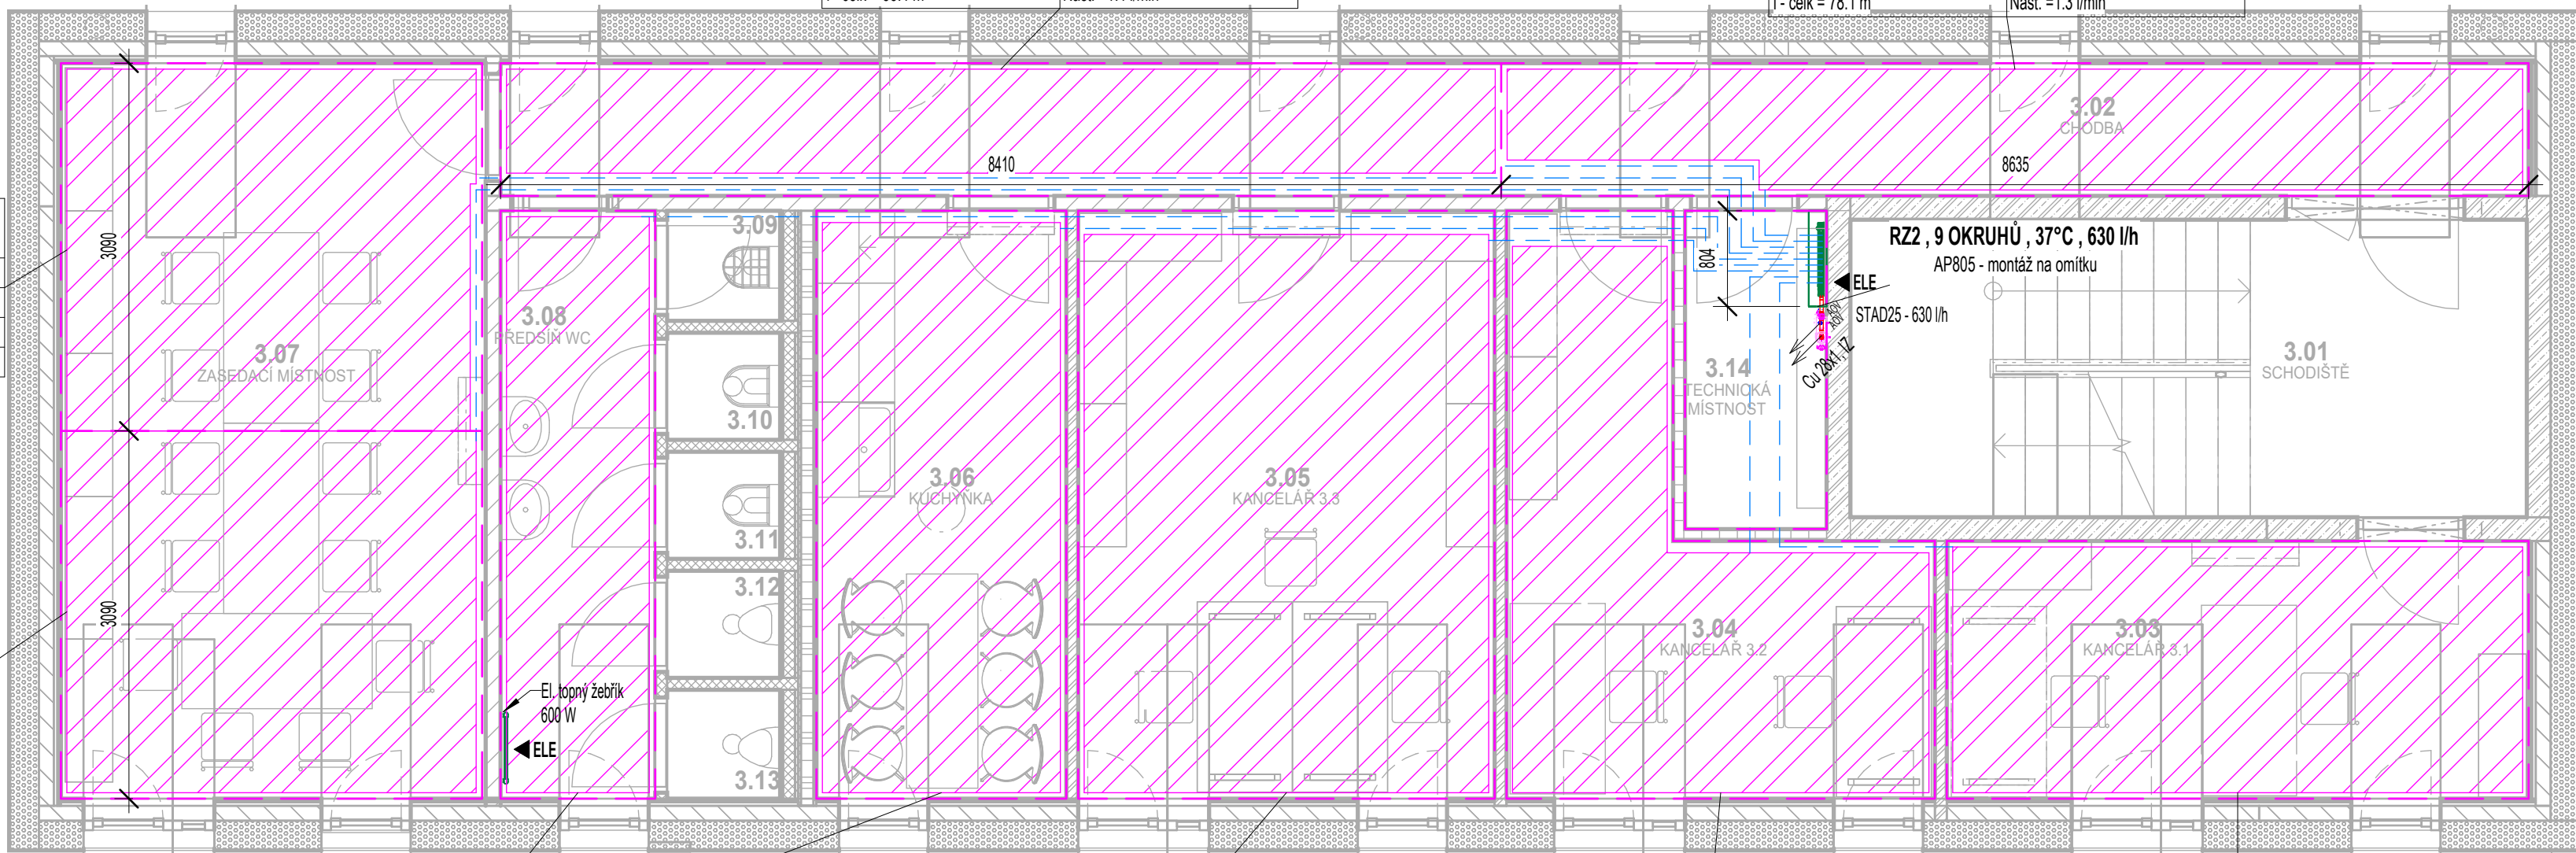 l - celk = 78.1 m
Nast. =1.3 l/min
3.02
CHODBA
8410
8635
3090
3.09
RZ2 , 9 OKRUHŮ , 37°C , 630 l/h
AP805 - montáž na omítku
ELE
804
STAD25 - 630 l/h
3.08
PŘEDSÍŇ WC
3.07
ZASEDACÍ MÍSTNOST
3.14
TECHNICKÁ
MÍSTNOST
Cu 28x1, IZ
3.01
SCHODIŠTĚ
3.10
3.06
KUCHYŇKA
3.05
KANCELÁŘ 3.3
3.11
3.12
3090
3.04
KANCELÁŘ 3.2
3.03
KANCELÁŘ 3.1
El. topný žebřík
600 W
ELE
3.13